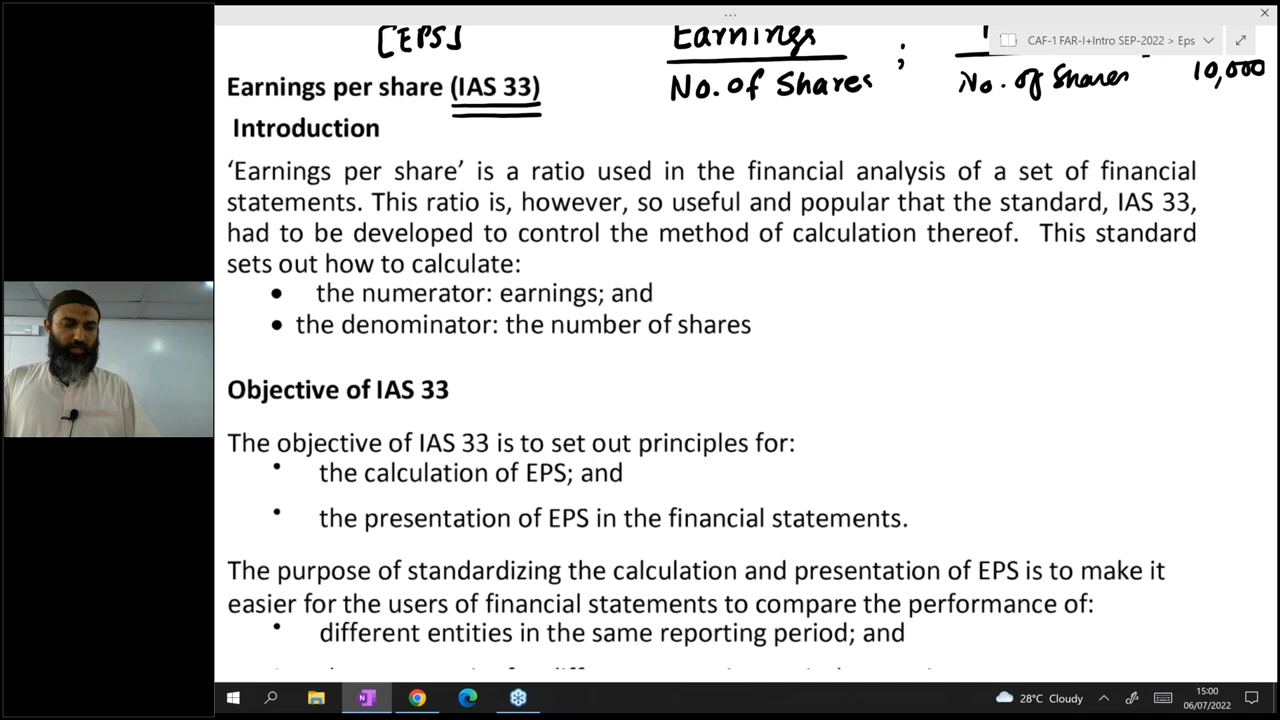 ...
CAF-1 FAR-I+Intro SEP-2022 > Eps
[EPS]
Earnings
No. of Shares
;
No. of Shares
10,000
Earnings per share (IAS 33)
Introduction
‘Earnings per share’ is a ratio used in the financial analysis of a set of financial
statements. This ratio is, however, so useful and popular that the standard, IAS 33,
had to be developed to control the method of calculation thereof. This standard
sets out how to calculate:
• the numerator: earnings; and
• the denominator: the number of shares
Objective of IAS 33
The objective of IAS 33 is to set out principles for:
• the calculation of EPS; and
• the presentation of EPS in the financial statements.
The purpose of standardizing the calculation and presentation of EPS is to make it
easier for the users of financial statements to compare the performance of:
• different entities in the same reporting period; and
28°C Cloudy
15:00
06/07/2022